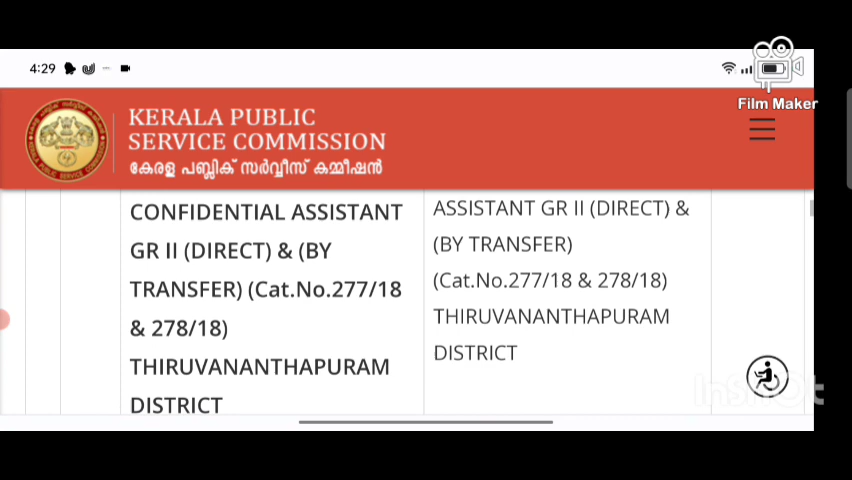 4:29
Film Maker
KERALA PUBLIC
SERVICE COMMISSION
കേരള പബ്ലിക് സർവ്വീസ് കമ്മീഷൻ
CONFIDENTIAL ASSISTANT
GR II (DIRECT) & (BY
TRANSFER) (Cat.No.277/18
& 278/18)
THIRUVANANTHAPURAM
DISTRICT
ASSISTANT GR II (DIRECT) &
(BY TRANSFER)
(Cat.No.277/18 & 278/18)
THIRUVANANTHAPURAM
DISTRICT
InShOt